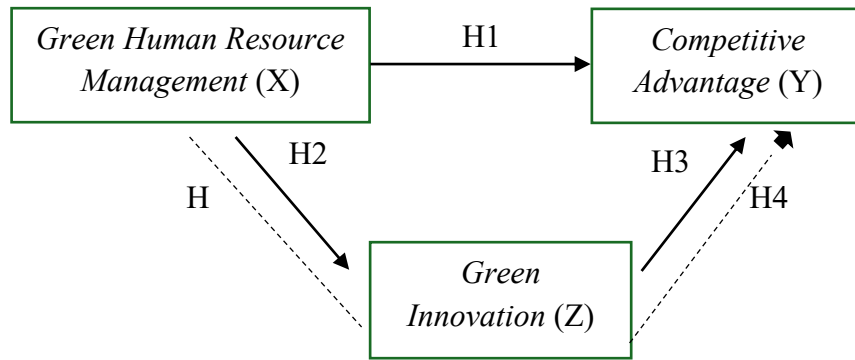 Green Human Resource
Management (X)
H1
Competitive
Advantage (Y)
H2
H
H3
H4
Green
Innovation (Z)